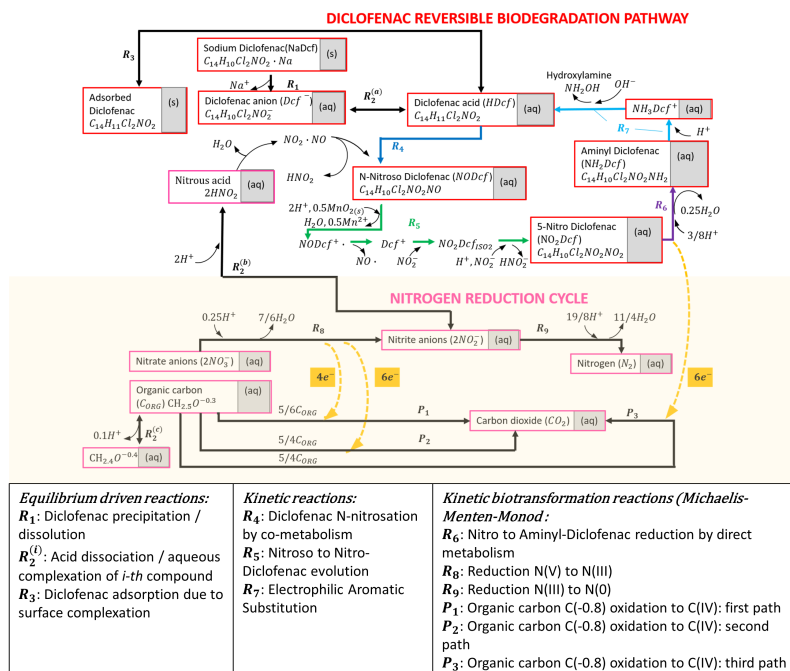 DICLOFENAC REVERSIBLE BIODEGRADATION PATHWAY
Sodium Diclofenac(NaDcf)
C₁₄H₁₀Cl₂NO₂ · Na
(s)
R₃
Na⁺
R₁
Adsorbed
Diclofenac
C₁₄H₁₁Cl₂NO₂
(s)
Diclofenac anion (Dcf⁻)
C₁₄H₁₀Cl₂NO₂⁻
(aq)
R₂⁽ᵃ⁾
Diclofenac acid (HDcf)
C₁₄H₁₁Cl₂NO₂
(aq)
Hydroxylamine
NH₂OH
OH⁻
R₇
NH₃Dcf⁺
(aq)
H⁺
H₂O
NO₂ · NO
R₄
HNO₂
Nitrous acid
2HNO₂
(aq)
N-Nitroso Diclofenac (NODcf)
C₁₄H₁₀Cl₂NO₂NO
(aq)
Aminyl Diclofenac
(NH₂Dcf)
C₁₄H₁₀Cl₂NO₂NH₂
(aq)
2H⁺, 0.5MnO₂₍ₛ₎
H₂O, 0.5Mn²⁺
R₅
R₆
0.25H₂O
3/8H⁺
NODcf⁺·
NO·
Dcf⁺·
NO₂⁻
NO₂Dcf_ISO2
H⁺, NO₂⁻
HNO₂⁻
5-Nitro Diclofenac
(NO₂Dcf)
C₁₄H₁₀Cl₂NO₂NO₂
(aq)
2H⁺
R₂⁽ᵇ⁾
NITROGEN REDUCTION CYCLE
0.25H⁺
7/6H₂O
R₈
Nitrite anions (2NO₂⁻)
(aq)
R₉
19/8H⁺
11/4H₂O
Nitrate anions (2NO₃⁻)
(aq)
Nitrogen (N₂)
(aq)
4e⁻
6e⁻
6e⁻
Organic carbon
(C_ORG) CH₂.₅O⁻⁰·³
(aq)
5/6C_ORG
P₁
Carbon dioxide (CO₂)
(aq)
P₃
0.1H⁺
R₂⁽ᶜ⁾
5/4C_ORG
P₂
CH₂.₄O⁻⁰·⁴
(aq)
5/4C_ORG
Equilibrium driven reactions:
R₁: Diclofenac precipitation /
dissolution
R₂⁽ⁱ⁾: Acid dissociation / aqueous
complexation of i-th compound
R₃: Diclofenac adsorption due to
surface complexation
Kinetic reactions:
R₄: Diclofenac N-nitrosation
by co-metabolism
R₅: Nitroso to Nitro-
Diclofenac evolution
R₇: Electrophilic Aromatic
Substitution
Kinetic biotransformation reactions (Michaelis-
Menten-Monod :
R₆: Nitro to Aminyl-Diclofenac reduction by direct
metabolism
R₈: Reduction N(V) to N(III)
R₉: Reduction N(III) to N(0)
P₁: Organic carbon C(-0.8) oxidation to C(IV): first path
P₂: Organic carbon C(-0.8) oxidation to C(IV): second
path
P₃: Organic carbon C(-0.8) oxidation to C(IV): third path